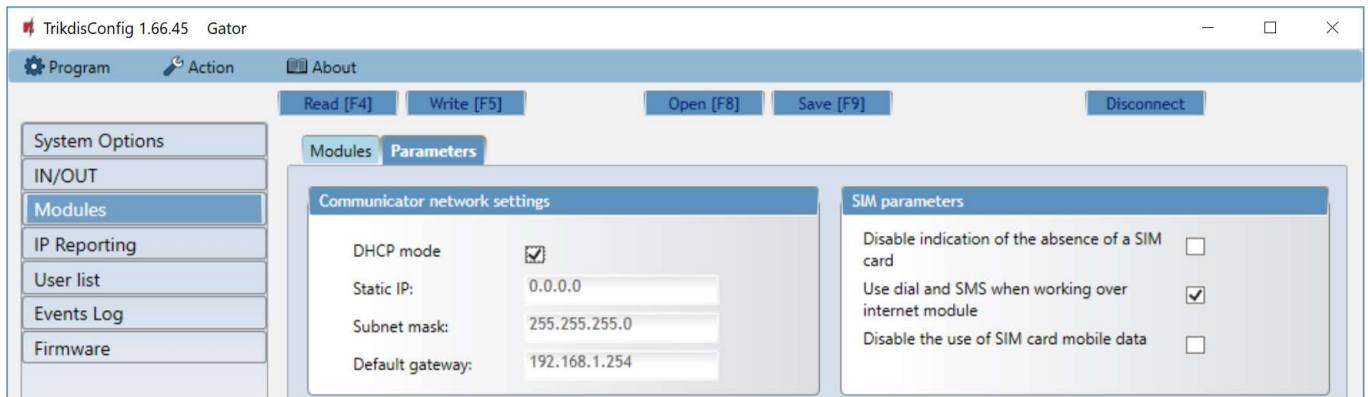 TrikdisConfig 1.66.45 Gator
Program Action About
Read [F4] Write [F5] Open [F8] Save [F9] Disconnect
System Options
IN/OUT
Modules
IP Reporting
User list
Events Log
Firmware
Modules Parameters
Communicator network settings
DHCP mode
Static IP: 0.0.0.0
Subnet mask: 255.255.255.0
Default gateway: 192.168.1.254
SIM parameters
Disable indication of the absence of a SIM
card
Use dial and SMS when working over
internet module
Disable the use of SIM card mobile data